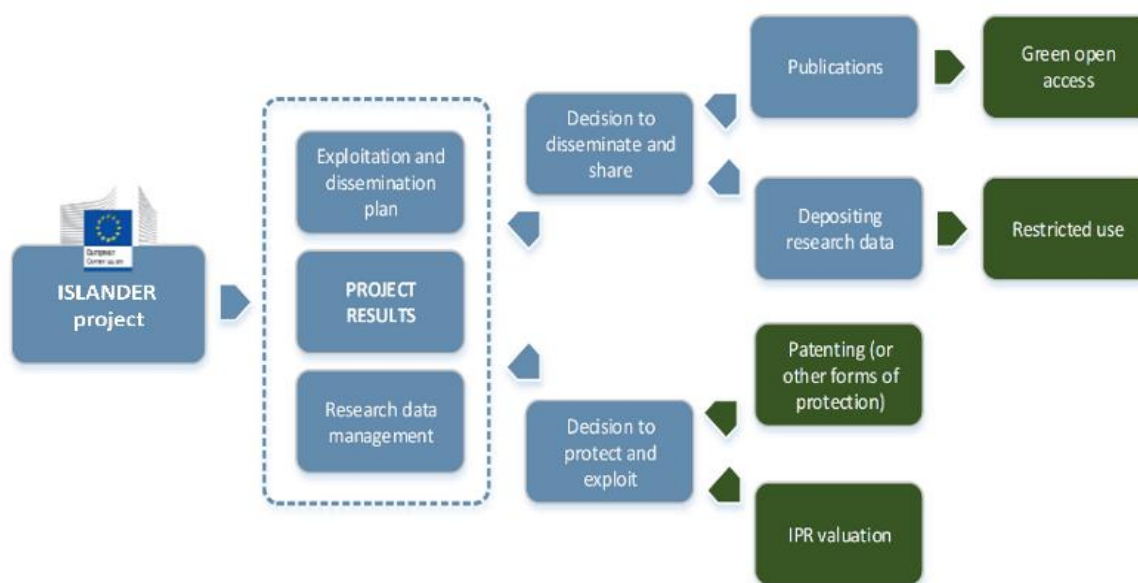 ISLANDER
project
Exploitation and
dissemination
plan
PROJECT
RESULTS
Research data
management
Decision to
disseminate and
share
Decision to
protect and
exploit
Publications
Depositing
research data
Patenting (or
other forms of
protection)
IPR valuation
Green open
access
Restricted use